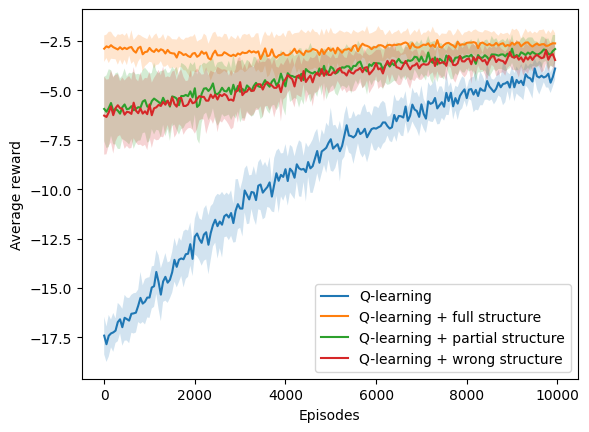 −2.5
−5.0
−7.5
−10.0
−12.5
−15.0
−17.5
Average reward
0 2000 4000 6000 8000 10000
Episodes
Q-learning
Q-learning + full structure
Q-learning + partial structure
Q-learning + wrong structure